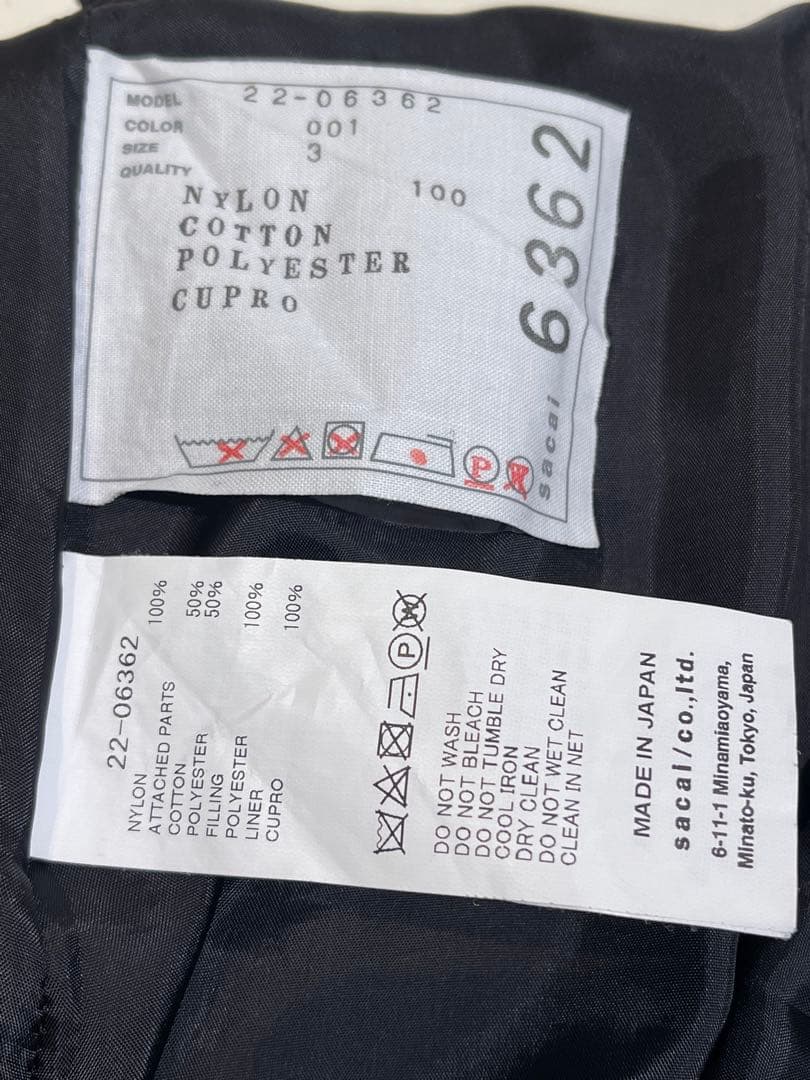 MODEL 22-06362
COLOR 001
SIZE 3
QUALITY
NYLON 100
COTTON
POLYESTER
CUPRO
P
W
sacai 6362
22-06362
NYLON 100%
ATTACHED PARTS
COTTON 50%
POLYESTER 50%
FILLING
POLYESTER 100%
LINER
CUPRO 100%
P
W
DO NOT WASH
DO NOT BLEACH
DO NOT TUMBLE DRY
COOL IRON
DRY CLEAN
DO NOT WET CLEAN
CLEAN IN NET
MADE IN JAPAN
sacai/co.,ltd.
6-11-1 Minamiaoyama,
Minato-ku, Tokyo, Japan